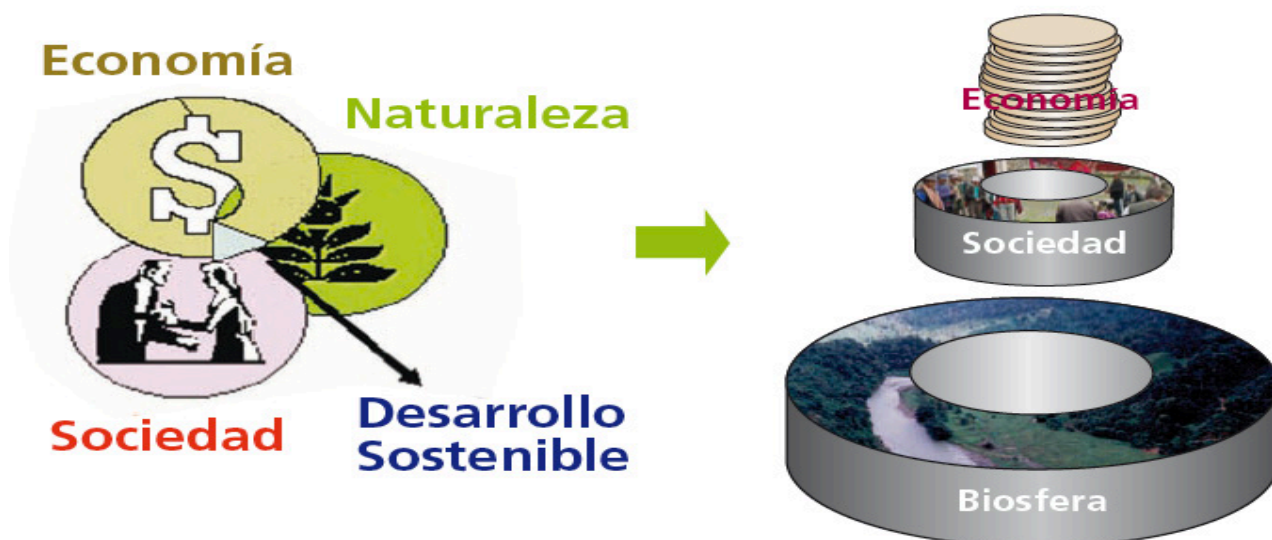 Economía
Naturaleza
$
Sociedad
Desarrollo
Sostenible
Economía
Sociedad
Biosfera